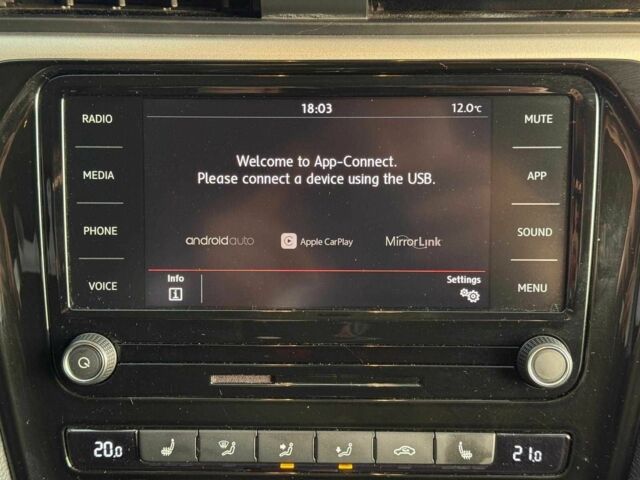 18:03 12.0°C
RADIO MUTE
Welcome to App-Connect.
Please connect a device using the USB.
MEDIA APP
PHONE SOUND
androidauto Apple CarPlay MirrorLink
Info Settings
VOICE MENU
20.0 21.0